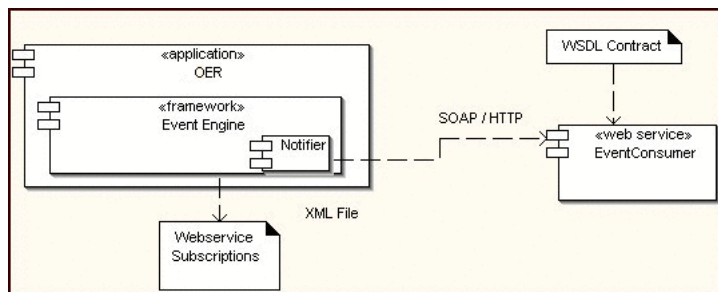 «application»
OER
«framework»
Event Engine
Notifier
SOAP / HTTP
WSDL Contract
«web service»
EventConsumer
XML File
Webservice
Subscriptions